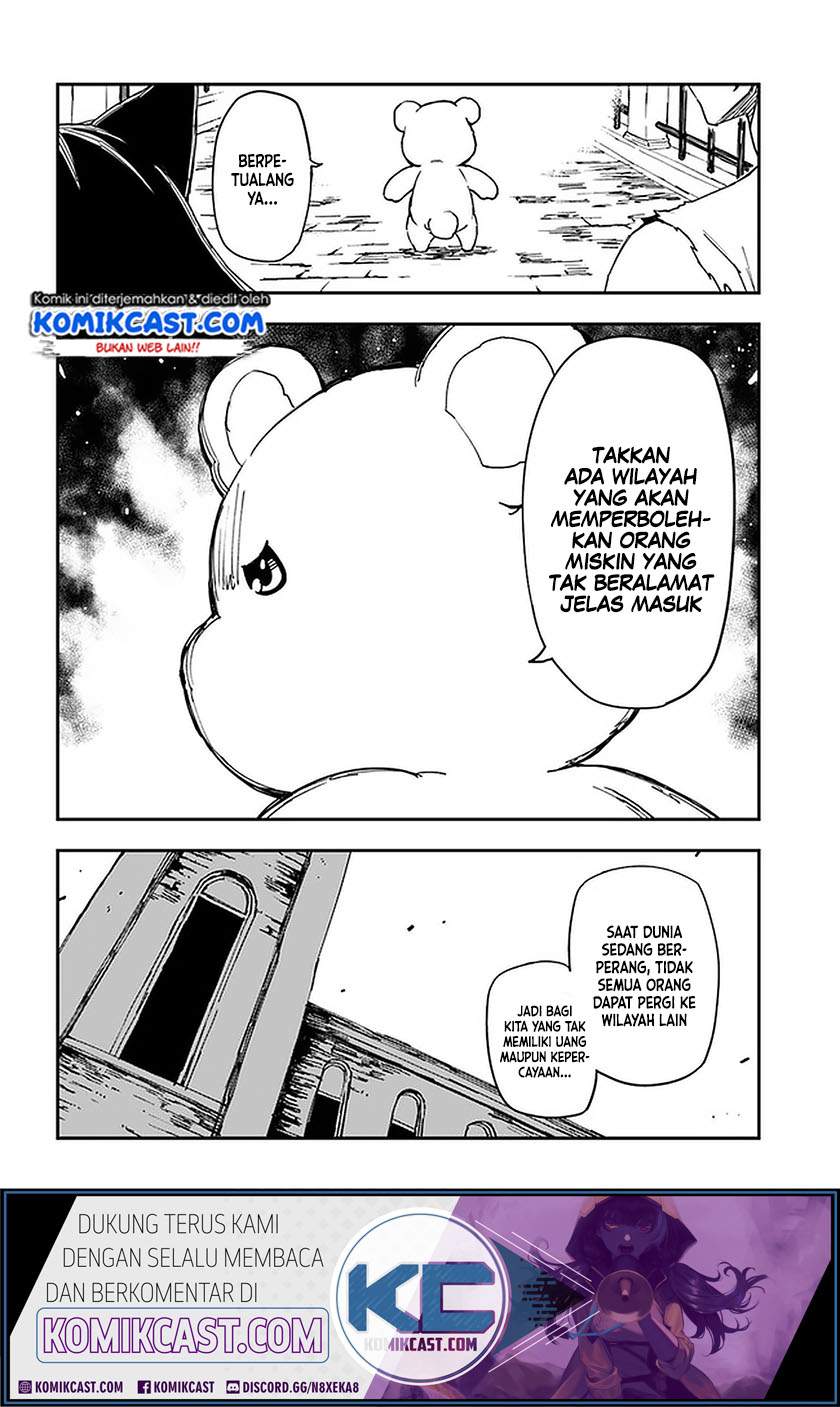 BERPE-
TUALANG
YA...
Komik ini diterjemahkan & diedit oleh
KOMIKCAST.COM
BUKAN WEB LAIN!!
TAKKAN
ADA WILAYAH
YANG AKAN
MEMPERBOLEH-
KAN ORANG
MISKIN YANG
TAK BERALAMAT
JELAS MASUK
SAAT DUNIA
SEDANG BER-
PERANG, TIDAK
SEMUA ORANG
DAPAT PERGI KE
WILAYAH LAIN
JADI BAGI
KITA YANG TAK
MEMILIKI UANG
MAUPUN KEPER-
CAYAAN...
DUKUNG TERUS KAMI
DENGAN SELALU MEMBACA
DAN BERKOMENTAR DI
KOMIKCAST.COM
KC
KOMIKCAST.COM
KOMIKCAST.COM KOMIKCAST DISCORD.GG/N8XEKA8